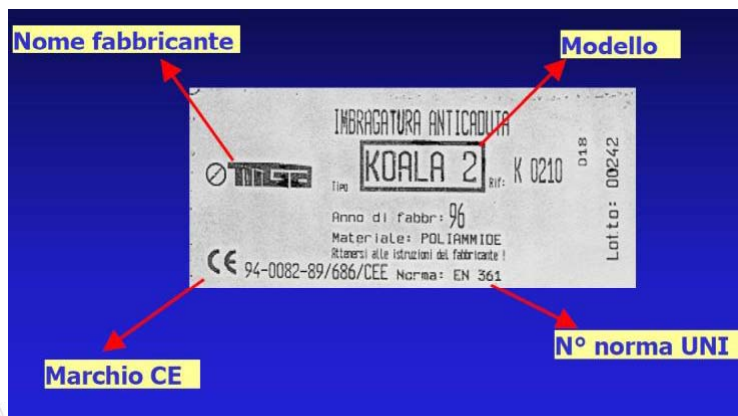 Nome fabbricante
Modello
IMBRAGATURA ANTICADUTA
Tipo KOALA 2 Rif: K 0210
D18
Lotto: 00242
Anno di fabbr: 96
Materiale: POLIAMMIDE
Attenersi alle istruzioni del fabbricante !
CE 94-0082-89/686/CEE Norma: EN 361
N° norma UNI
Marchio CE